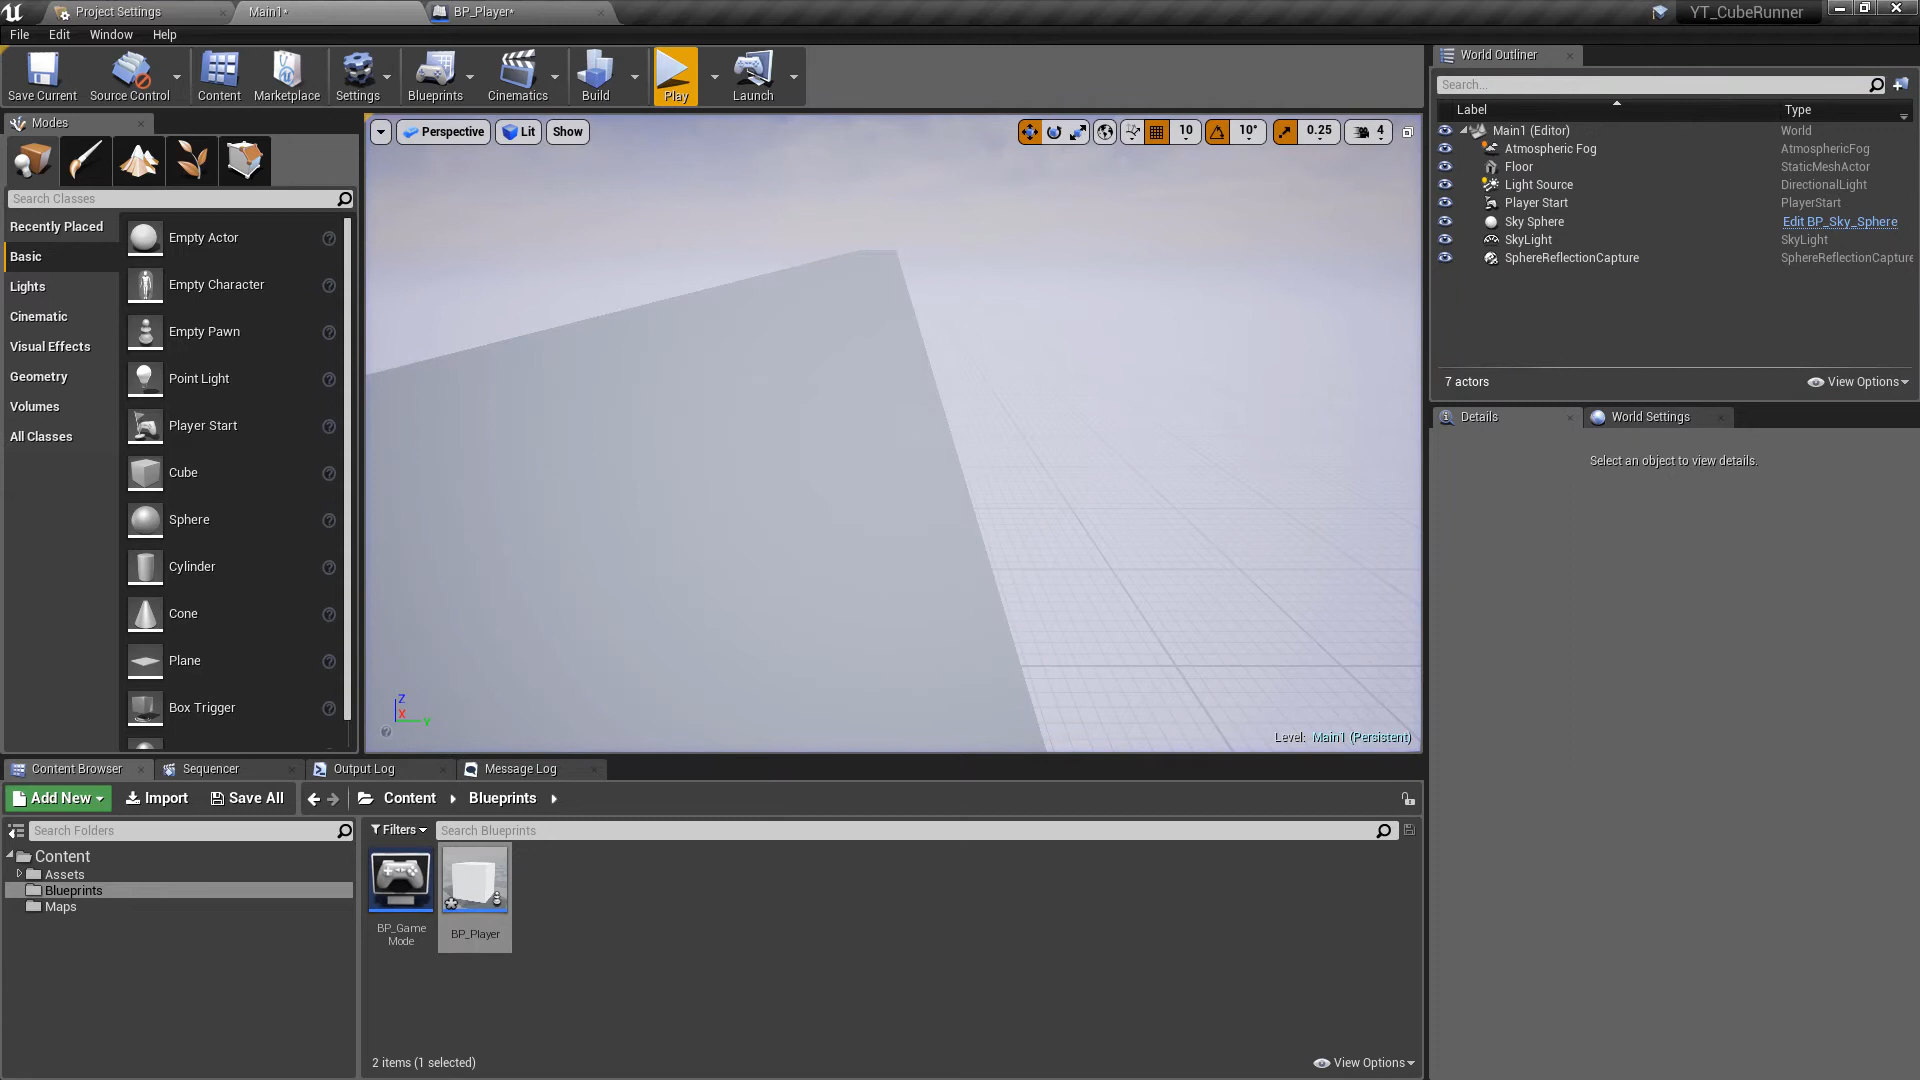 Project Settings
Main1*
BP_Player*
YT_CubeRunner
File
Edit
Window
Help
Save Current
Source Control
Content
Marketplace
Settings
Blueprints
Cinematics
Build
Play
Launch
Modes
Search Classes
Recently Placed
Basic
Lights
Cinematic
Visual Effects
Geometry
Volumes
All Classes
Empty Actor
Empty Character
Empty Pawn
Point Light
Player Start
Cube
Sphere
Cylinder
Cone
Plane
Box Trigger
Perspective
Lit
Show
10
10°
0.25
4
Z
X
Y
Level: Main1 (Persistent)
World Outliner
Search...
Label
Type
Main1 (Editor)
World
Atmospheric Fog
AtmosphericFog
Floor
StaticMeshActor
Light Source
DirectionalLight
Player Start
PlayerStart
Sky Sphere
Edit BP_Sky_Sphere
SkyLight
SkyLight
SphereReflectionCapture
SphereReflectionCapture
7 actors
View Options
Details
World Settings
Select an object to view details.
Content Browser
Sequencer
Output Log
Message Log
Add New
Import
Save All
Content
Blueprints
Search Folders
Content
Assets
Blueprints
Maps
Filters
Search Blueprints
BP_Game
Mode
BP_Player
2 items (1 selected)
View Options